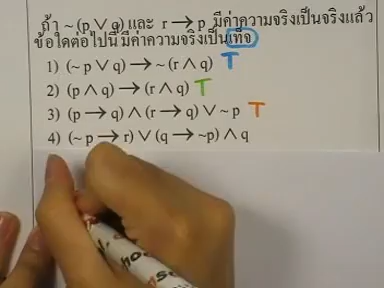 ถ้า ~ (p ∨ q) และ r → p มีค่าความจริงเป็นจริงแล้ว
ข้อใดต่อไปนี้ มีค่าความจริงเป็นเท็จ
1) (~ p ∨ q) → ~ (r ∧ q) T
2) (p ∧ q) → (r ∧ q) T
3) (p → q) ∧ (r → q) ∨ ~ p T
4) (~ p → r) ∨ (q → ~p) ∧ q